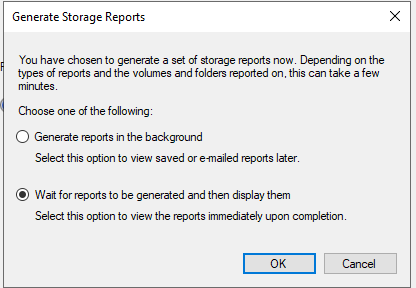 Generate Storage Reports
You have chosen to generate a set of storage reports now. Depending on the
types of reports and the volumes and folders reported on, this can take a few
minutes.
Choose one of the following:
Generate reports in the background
Select this option to view saved or e-mailed reports later.
Wait for reports to be generated and then display them
Select this option to view the reports immediately upon completion.
OK
Cancel